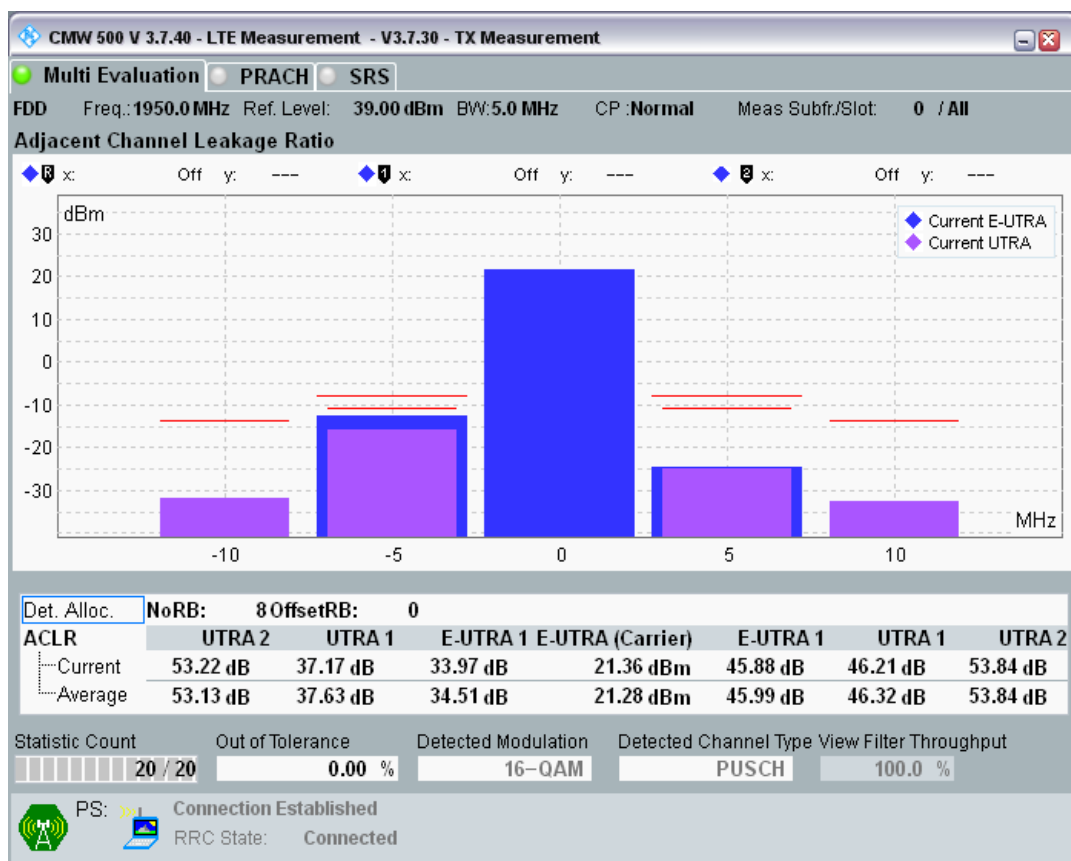 CMW 500 V 3.7.40 - LTE Measurement - V3.7.30 - TX Measurement
Multi Evaluation PRACH SRS
FDD Freq.: 1950.0 MHz Ref. Level: 39.00 dBm BW: 5.0 MHz CP : Normal Meas Subfr./Slot: 0 / All
Adjacent Channel Leakage Ratio
R x: Off y: --- 1 x: Off y: --- 2 x: Off y: ---
dBm
Current E-UTRA
Current UTRA
30
20
10
0
-10
-20
-30
MHz
-10 -5 0 5 10
Det. Alloc. NoRB: 8 OffsetRB: 0
ACLR UTRA 2 UTRA 1 E-UTRA 1 E-UTRA (Carrier) E-UTRA 1 UTRA 1 UTRA 2
Current 53.22 dB 37.17 dB 33.97 dB 21.36 dBm 45.88 dB 46.21 dB 53.84 dB
Average 53.13 dB 37.63 dB 34.51 dB 21.28 dBm 45.99 dB 46.32 dB 53.84 dB
Statistic Count Out of Tolerance Detected Modulation Detected Channel Type View Filter Throughput
20 / 20 0.00 % 16-QAM PUSCH 100.0 %
PS: Connection Established
RRC State: Connected